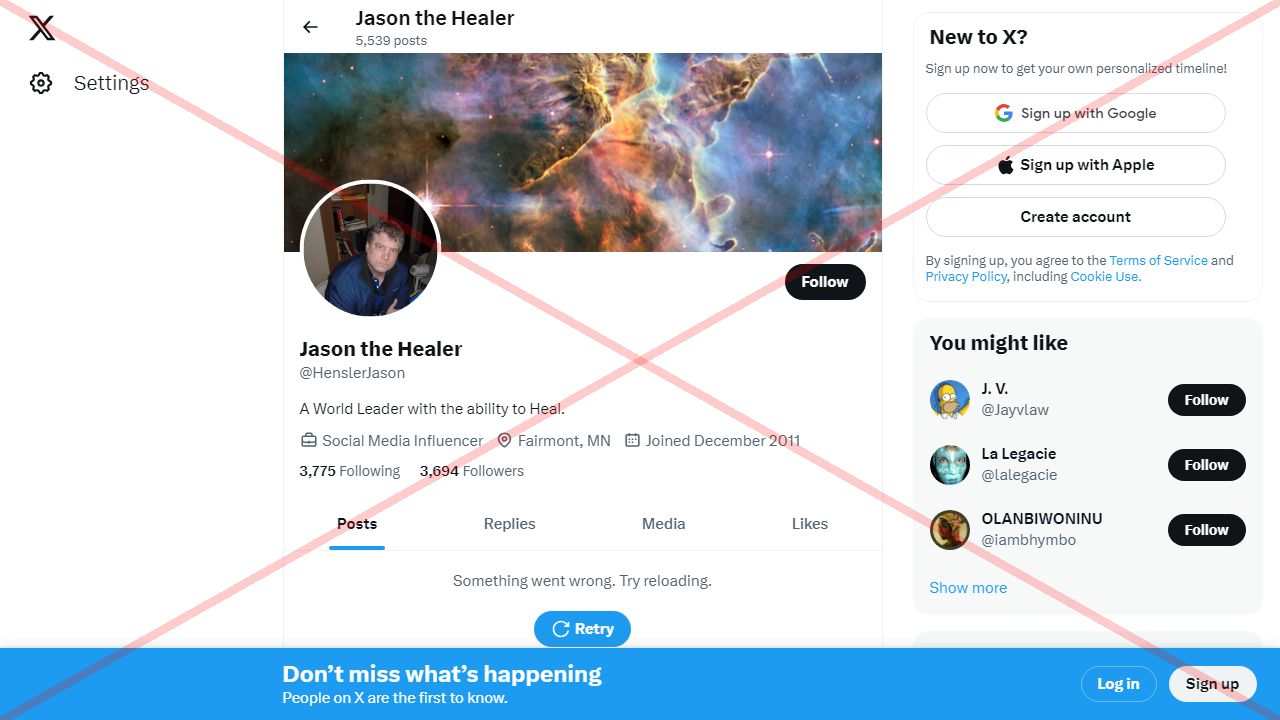 Settings
Jason the Healer
5,539 posts
Follow
Jason the Healer
@HenslerJason
A World Leader with the ability to Heal.
Social Media Influencer Fairmont, MN Joined December 2011
3,775 Following 3,694 Followers
Posts Replies Media Likes
Something went wrong. Try reloading.
Retry
New to X?
Sign up now to get your own personalized timeline!
Sign up with Google
Sign up with Apple
Create account
By signing up, you agree to the Terms of Service and
Privacy Policy, including Cookie Use.
You might like
J. V.
@Jayvlaw
Follow
La Legacie
@lalegacie
Follow
OLANBIWONINU
@iambhymbo
Follow
Show more
Don’t miss what’s happening
People on X are the first to know.
Log in
Sign up